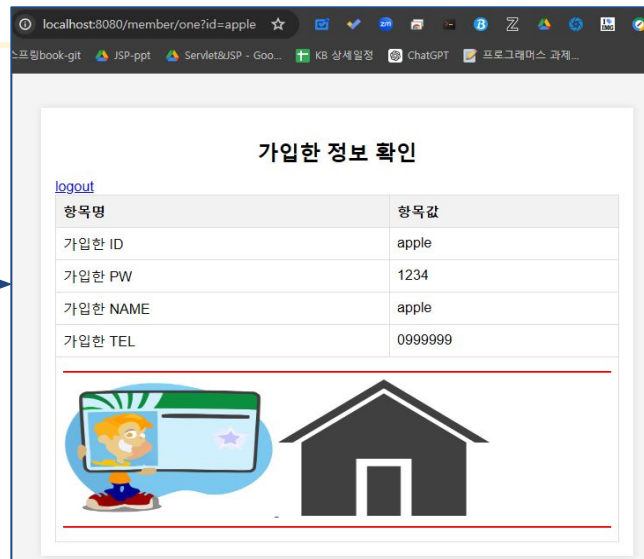 localhost:8080/member/one?id=apple
스프링book-git JSP-ppt Servlet&JSP - Goo... KB 상세일정 ChatGPT 프로그래머스 과제...
가입한 정보 확인
logout
항목명 항목값
가입한 ID apple
가입한 PW 1234
가입한 NAME apple
가입한 TEL 0999999